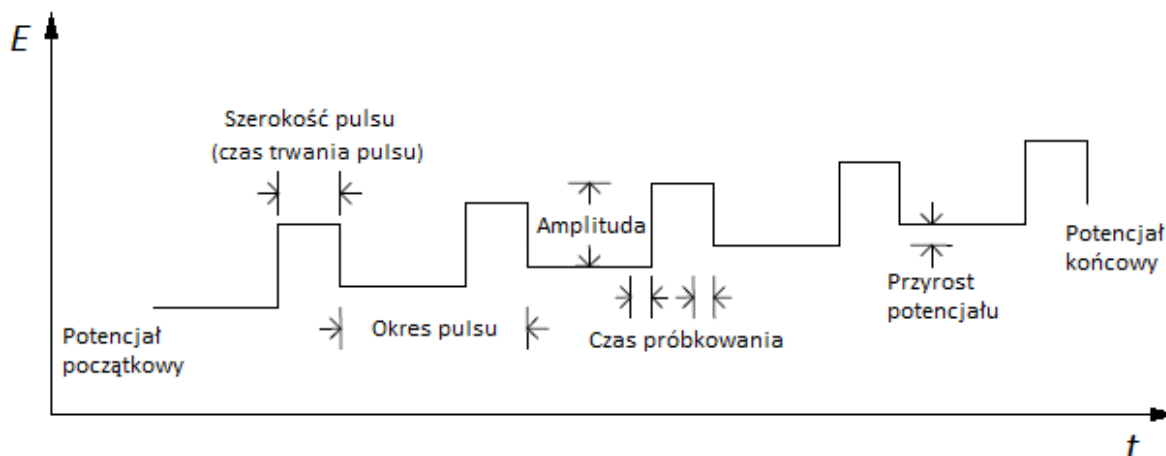 E
Szerokość pulsu
(czas trwania pulsu)
Amplituda
Potencjał
końcowy
Przyrost
potencjału
Okres pulsu
Czas próbkowania
Potencjał
początkowy
t